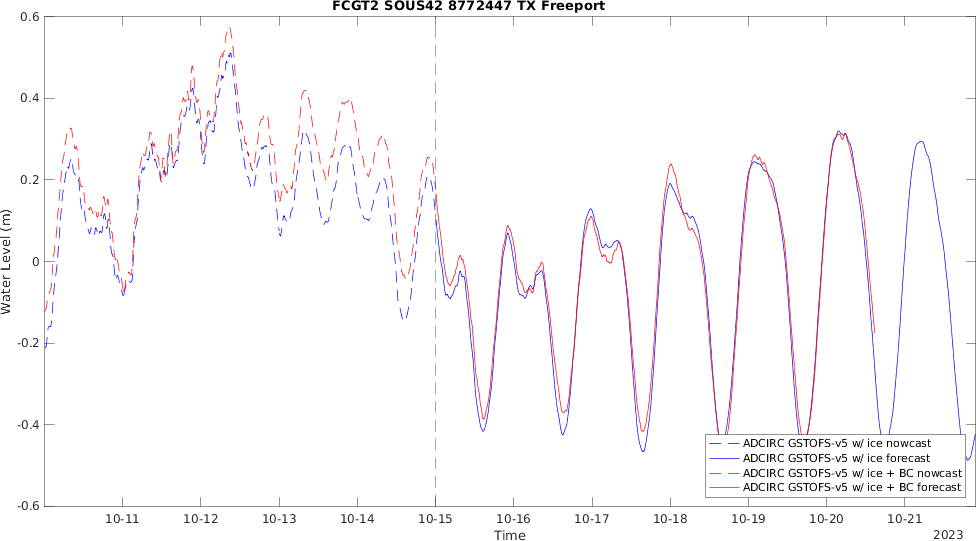 FCGT2 SOUS42 8772447 TX Freeport
0.6
0.4
0.2
0
-0.2
-0.4
-0.6
Water Level (m)
10-11 10-12 10-13 10-14 10-15 10-16 10-17 10-18 10-19 10-20 10-21
Time
2023
ADCIRC GSTOFS-v5 w/ ice nowcast
ADCIRC GSTOFS-v5 w/ ice forecast
ADCIRC GSTOFS-v5 w/ ice + BC nowcast
ADCIRC GSTOFS-v5 w/ ice + BC forecast